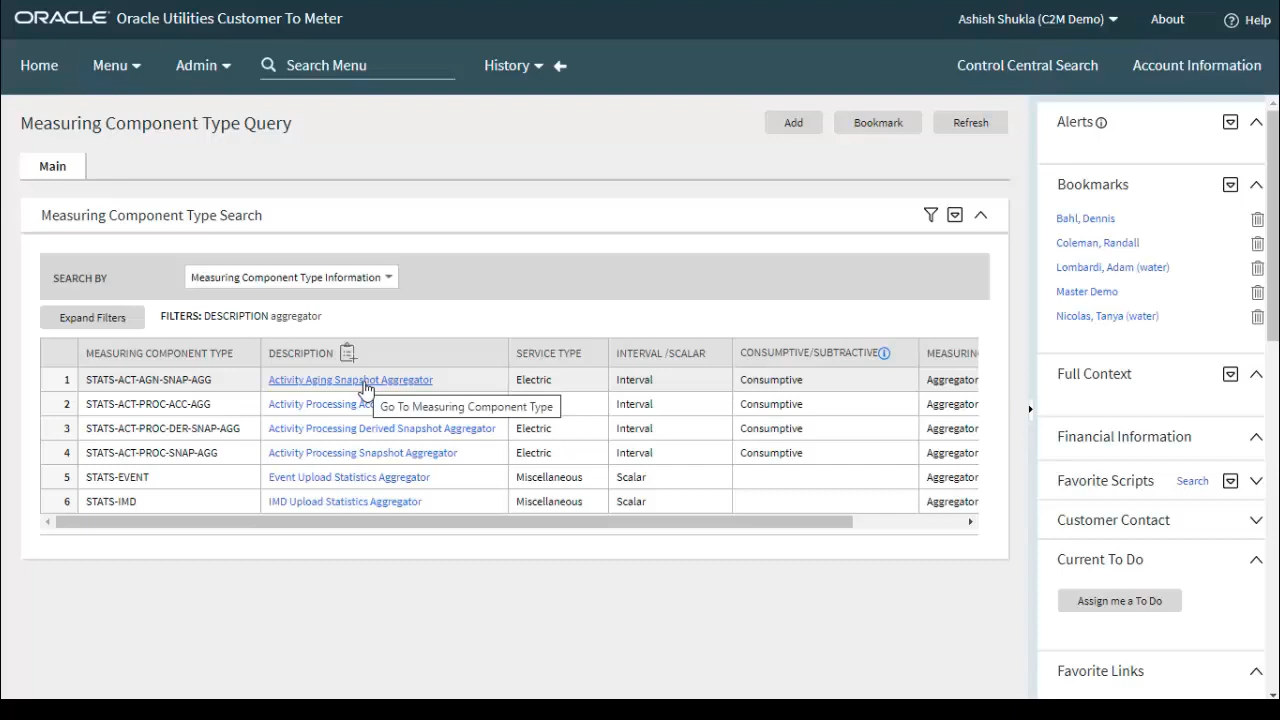 ORACLE® Oracle Utilities Customer To Meter
Ashish Shukla (C2M Demo) About Help
Home Menu Admin Search Menu History Control Central Search Account Information
Measuring Component Type Query
Add Bookmark Refresh
Main
Measuring Component Type Search
SEARCH BY Measuring Component Type Information
Expand Filters FILTERS: DESCRIPTION aggregator
MEASURING COMPONENT TYPE DESCRIPTION SERVICE TYPE INTERVAL /SCALAR CONSUMPTIVE/SUBTRACTIVE MEASURING
1 STATS-ACT-AGN-SNAP-AGG Activity Aging Snapshot Aggregator Electric Interval Consumptive Aggregator
2 STATS-ACT-PROC-ACC-AGG Activity Processing Acc Interval Consumptive Aggregator
Go To Measuring Component Type
3 STATS-ACT-PROC-DER-SNAP-AGG Activity Processing Derived Snapshot Aggregator Electric Interval Consumptive Aggregator
4 STATS-ACT-PROC-SNAP-AGG Activity Processing Snapshot Aggregator Electric Interval Consumptive Aggregator
5 STATS-EVENT Event Upload Statistics Aggregator Miscellaneous Scalar Aggregator
6 STATS-IMD IMD Upload Statistics Aggregator Miscellaneous Scalar Aggregator
Alerts
Bookmarks
Bahl, Dennis
Coleman, Randall
Lombardi, Adam (water)
Master Demo
Nicolas, Tanya (water)
Full Context
Financial Information
Favorite Scripts Search
Customer Contact
Current To Do
Assign me a To Do
Favorite Links